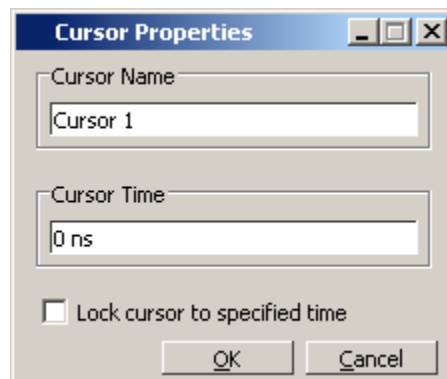 Cursor Properties
Cursor Name
Cursor 1
Cursor Time
0 ns
Lock cursor to specified time
OK Cancel